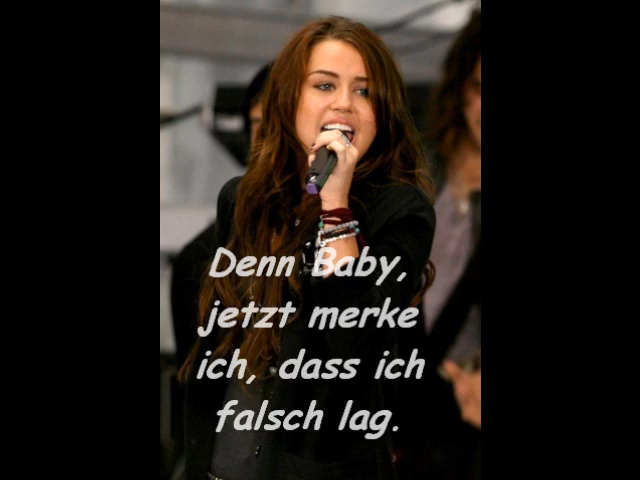 Denn Baby,
jetzt merke
ich, dass ich
falsch lag.